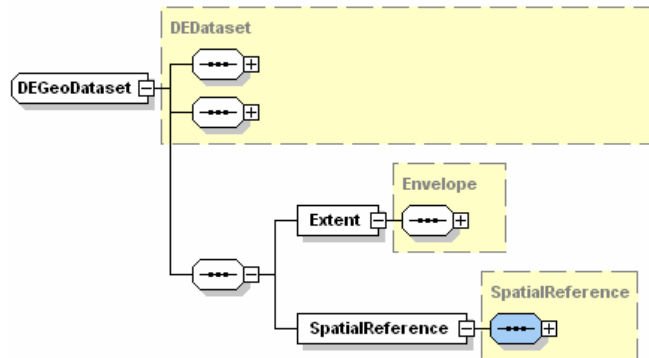 DEDataset
DEGeoDataset
Envelope
Extent
SpatialReference
SpatialReference